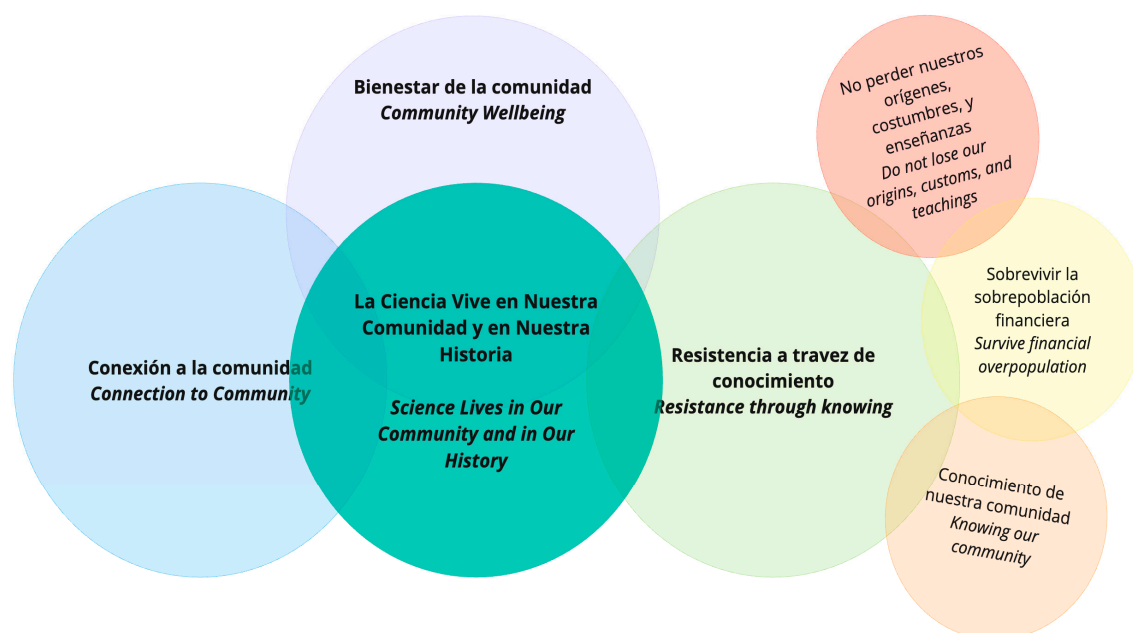 Bienestar de la comunidad
Community Wellbeing
Conexión a la comunidad
Connection to Community
La Ciencia Vive en Nuestra
Comunidad y en Nuestra
Historia
Science Lives in Our
Community and in Our
History
Resistencia a travez de
conocimiento
Resistance through knowing
No perder nuestros
orígenes,
costumbres, y
enseñanzas
Do not lose our
origins, customs, and
teachings
Sobrevivir la
sobrepoblación
financiera
Survive financial
overpopulation
Conocimiento de
nuestra comunidad
Knowing our
community